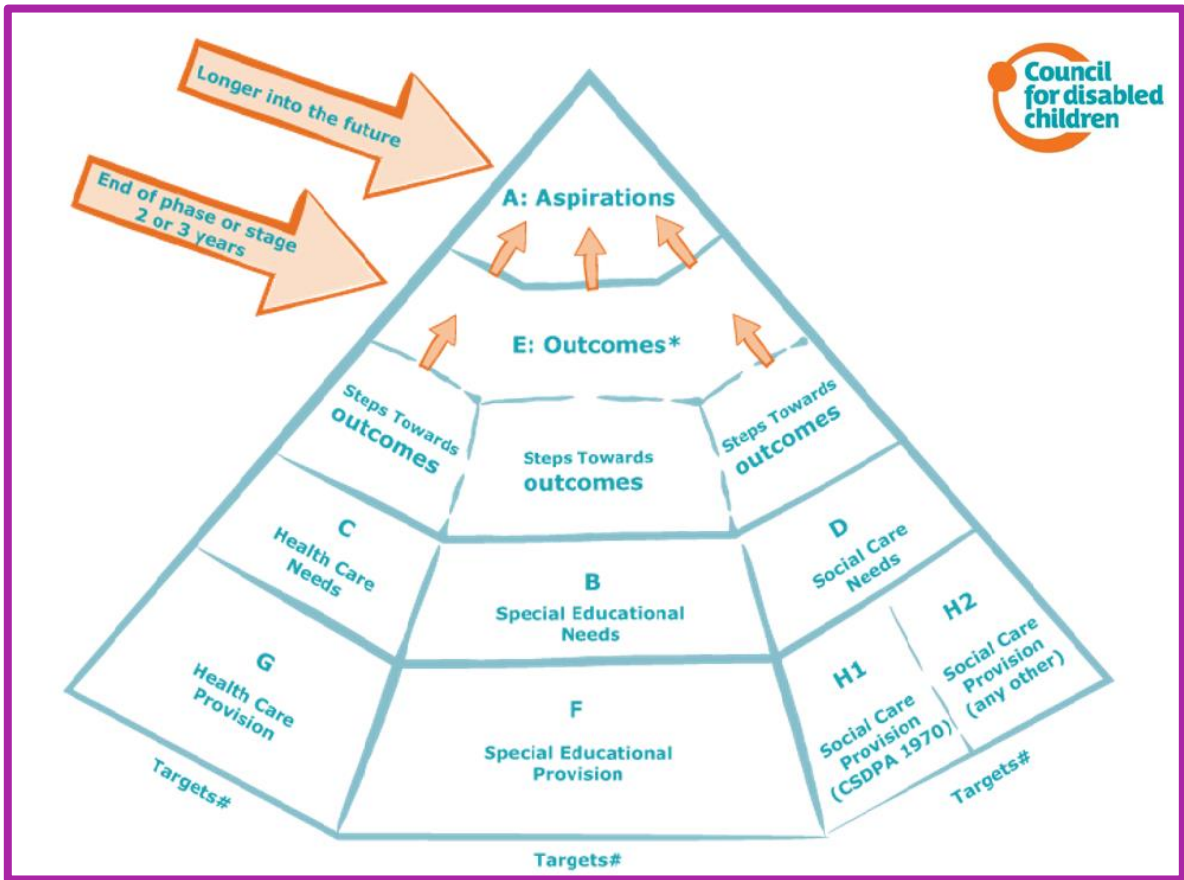 Council
for disabled
children
Longer into the future
End of phase or stage
2 or 3 years
A: Aspirations
E: Outcomes*
Steps Towards
outcomes
Steps Towards
outcomes
Steps Towards
outcomes
C
Health Care
Needs
B
Special Educational
Needs
D
Social Care
Needs
G
Health Care
Provision
F
Special Educational
Provision
H1
Social Care
Provision
(CSDPA 1970)
H2
Social Care
Provision
(any other)
Targets#
Targets#
Targets#